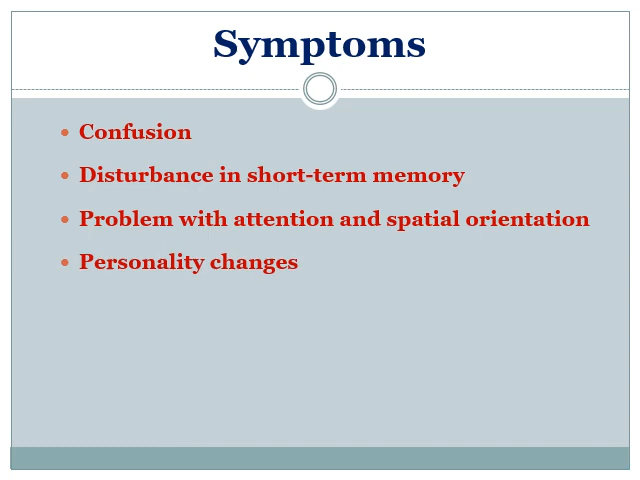 Symptoms
• Confusion
• Disturbance in short-term memory
• Problem with attention and spatial orientation
• Personality changes